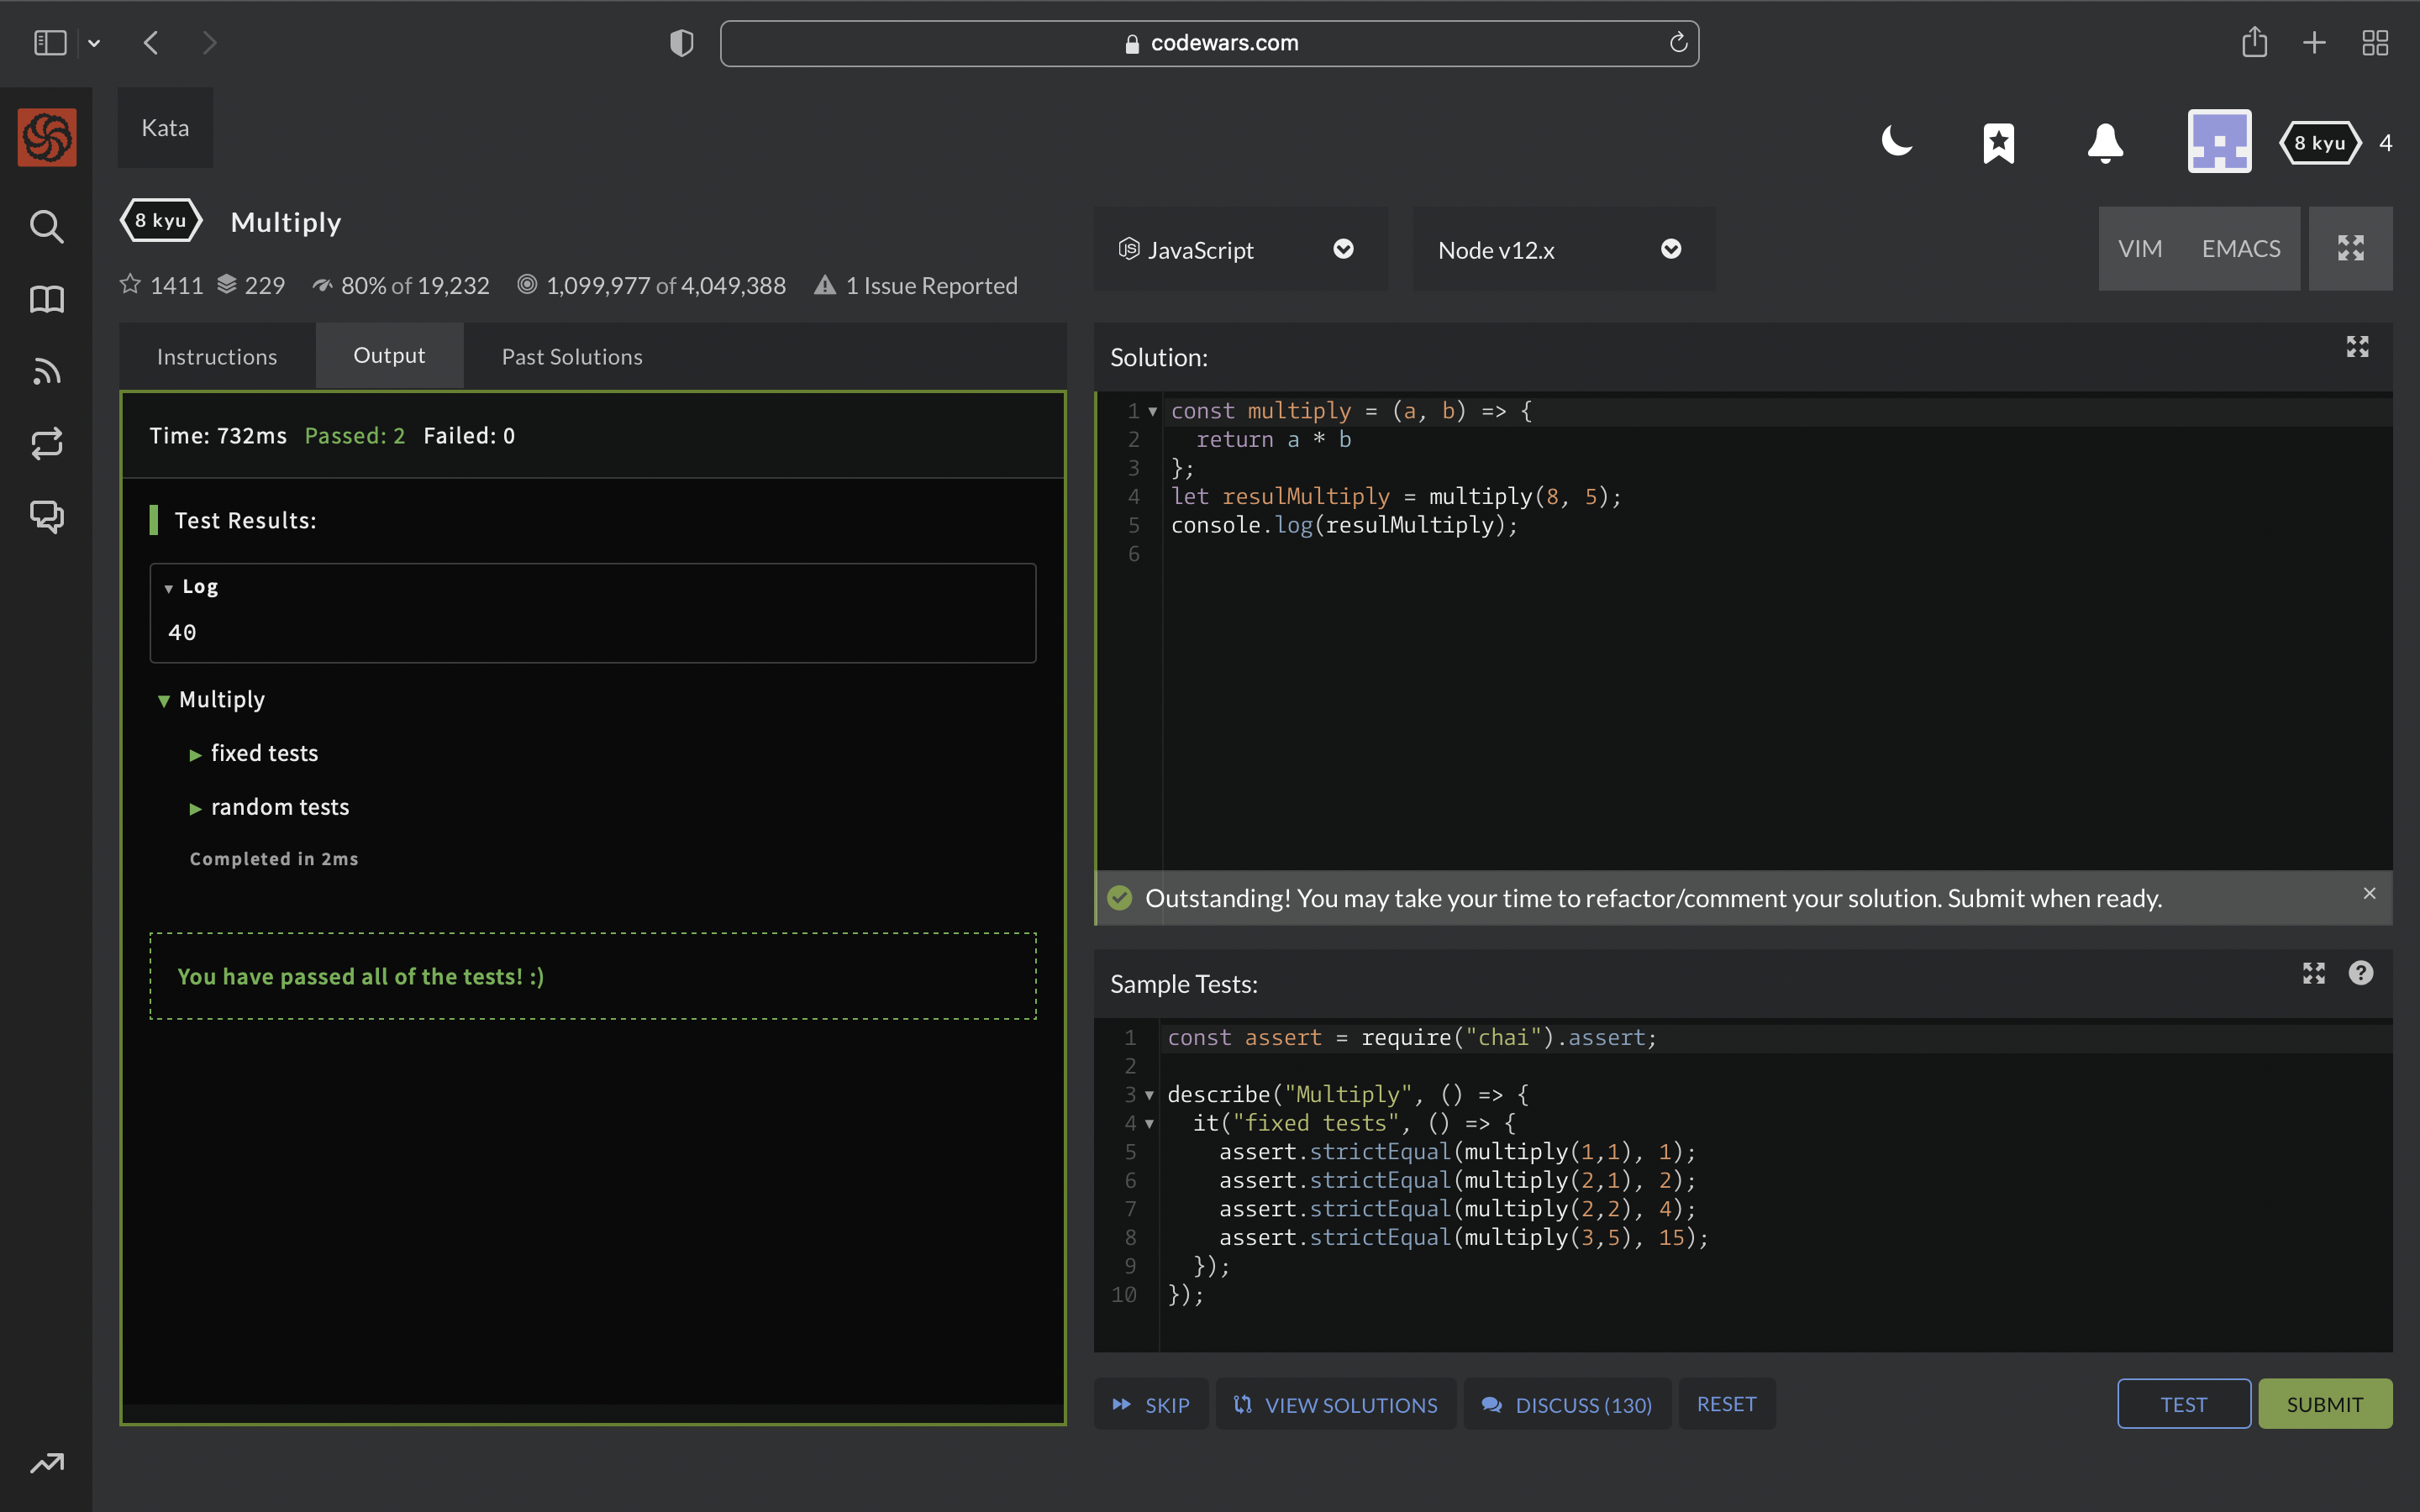 codewars.com
Kata
8 kyu 4
8 kyu Multiply
1411 229 80% of 19,232 1,099,977 of 4,049,388 1 Issue Reported
JavaScript Node v12.x VIM EMACS
Instructions Output Past Solutions
Time: 732ms Passed: 2 Failed: 0
Test Results:
Log
40
Multiply
fixed tests
random tests
Completed in 2ms
You have passed all of the tests! :)
Solution:
1 const multiply = (a, b) => {
2 return a * b
3 };
4 let resulMultiply = multiply(8, 5);
5 console.log(resulMultiply);
6
Outstanding! You may take your time to refactor/comment your solution. Submit when ready.
Sample Tests:
1 const assert = require("chai").assert;
2
3 describe("Multiply", () => {
4 it("fixed tests", () => {
5 assert.strictEqual(multiply(1,1), 1);
6 assert.strictEqual(multiply(2,1), 2);
7 assert.strictEqual(multiply(2,2), 4);
8 assert.strictEqual(multiply(3,5), 15);
9 });
10 });
SKIP VIEW SOLUTIONS DISCUSS (130) RESET TEST SUBMIT